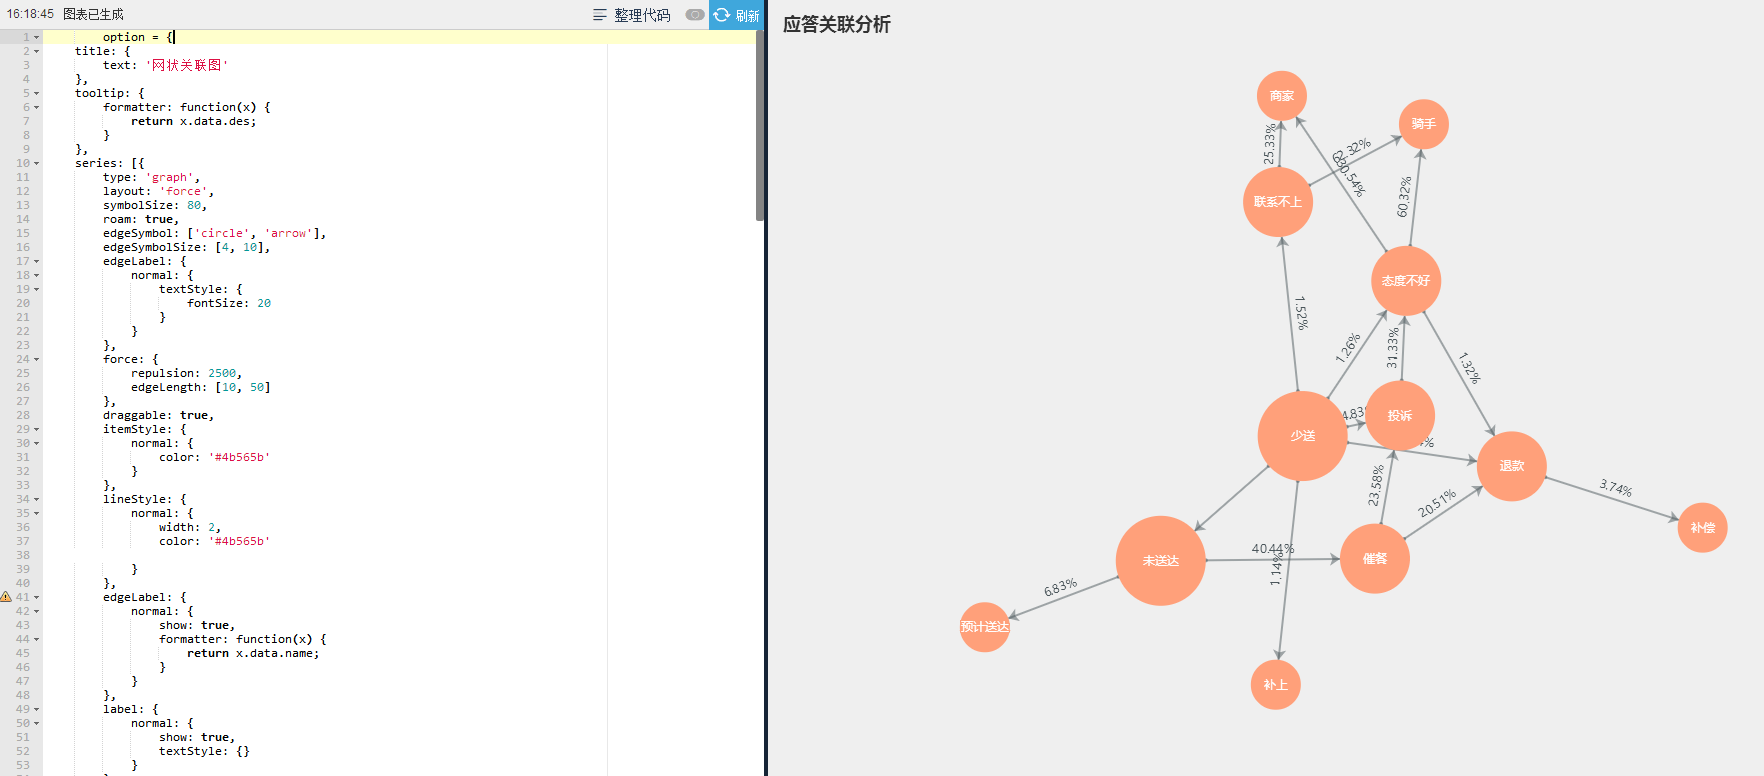 16:18:45 图表已生成
整理代码
刷新
1 option = {
2 title: {
3 text: '网状关联图'
4 },
5 tooltip: {
6 formatter: function(x) {
7 return x.data.des;
8 }
9 },
10 series: [{
11 type: 'graph',
12 layout: 'force',
13 symbolSize: 80,
14 roam: true,
15 edgeSymbol: ['circle', 'arrow'],
16 edgeSymbolSize: [4, 10],
17 edgeLabel: {
18 normal: {
19 textStyle: {
20 fontSize: 20
21 }
22 }
23 },
24 force: {
25 repulsion: 2500,
26 edgeLength: [10, 50]
27 },
28 draggable: true,
29 itemStyle: {
30 normal: {
31 color: '#4b565b'
32 }
33 },
34 lineStyle: {
35 normal: {
36 width: 2,
37 color: '#4b565b'
38
39 }
40 },
41 edgeLabel: {
42 normal: {
43 show: true,
44 formatter: function(x) {
45 return x.data.name;
46 }
47 }
48 },
49 label: {
50 normal: {
51 show: true,
52 textStyle: {}
53 }
应答关联分析
商家
骑手
25.33%
62.32%
30.54%
60.32%
联系不上
态度不好
1.52%
1.26%
31.33%
1.32%
4.83
投诉
少送
退款
23.58%
20.51%
3.74%
补偿
未送达
40.44%
催餐
1.14%
6.83%
预计送达
补上